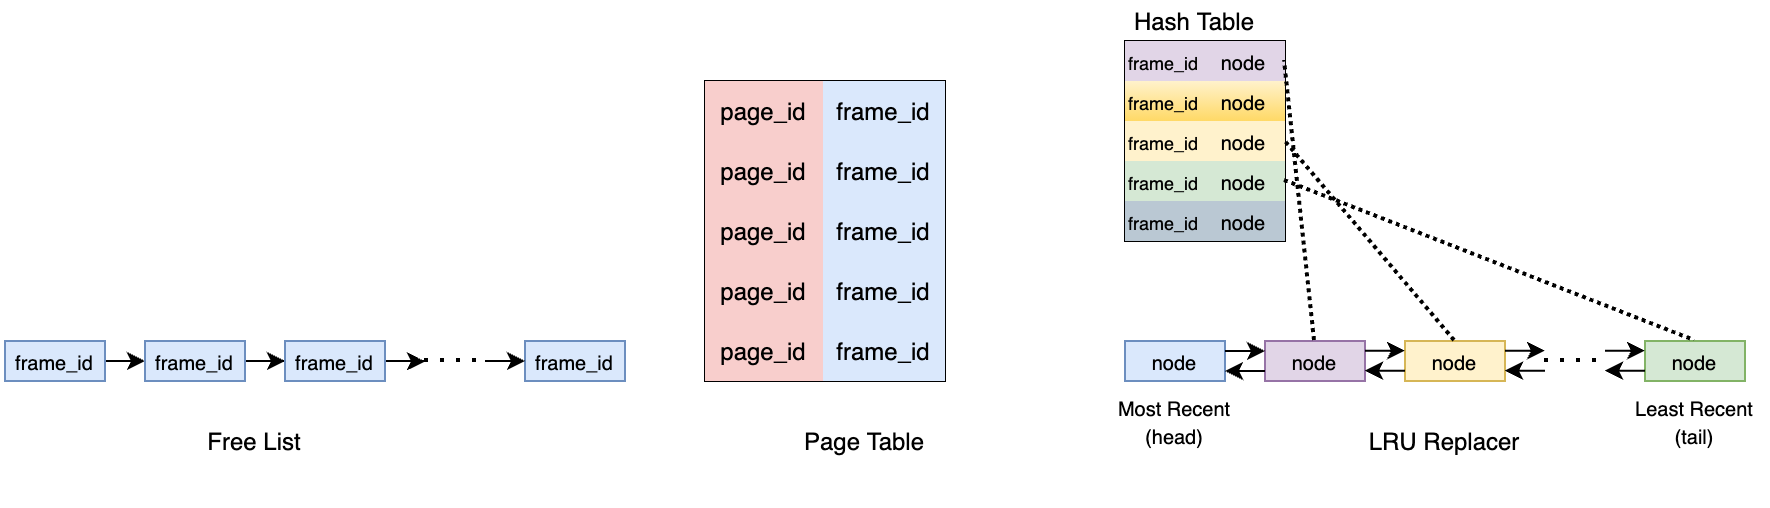 Hash Table
frame_id node
frame_id node
frame_id node
frame_id node
frame_id node
page_id frame_id
page_id frame_id
page_id frame_id
page_id frame_id
page_id frame_id
frame_id frame_id frame_id frame_id
node node node node
Most Recent
(head)
Least Recent
(tail)
Free List
Page Table
LRU Replacer